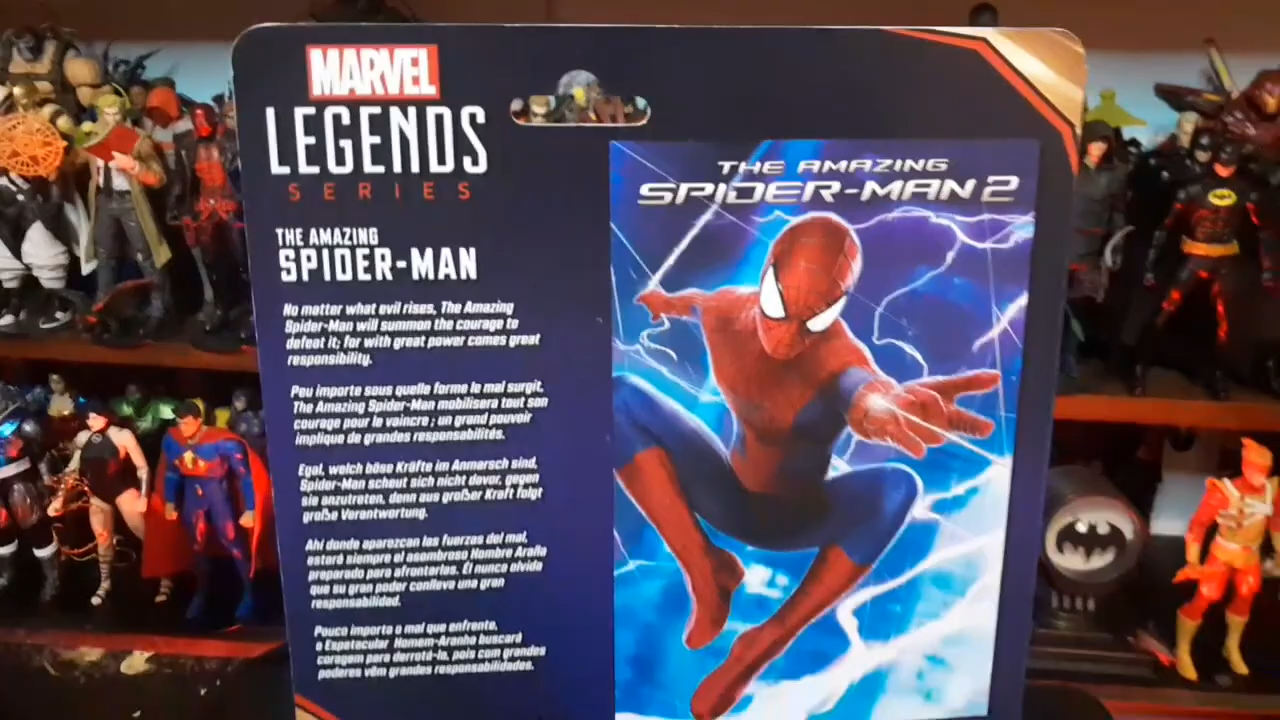 MARVEL
LEGENDS
SERIES
THE AMAZING
SPIDER-MAN
No matter what evil rises, The Amazing
Spider-Man will summon the courage to
defeat it; for with great power comes great
responsibility.
Peu importe sous quelle forme le mal surgit,
The Amazing Spider-Man mobilisera tout son
courage pour le vaincre ; un grand pouvoir
implique de grandes responsabilités.
Egal, welch böse Kräfte im Anmarsch sind,
Spider-Man scheut sich nicht davor, gegen
sie anzutreten, denn aus großer Kraft folgt
große Verantwortung.
Ahí donde aparezcan las fuerzas del mal,
estará siempre el asombroso Hombre Araña
preparado para afrontarlas. Él nunca olvida
que su gran poder conlleva una gran
responsabilidad.
Pouco importa o mal que enfrente,
o Espetacular Homem-Aranha buscará
coragem para derrotá-lo, pois com grandes
poderes vêm grandes responsabilidades.
THE AMAZING
SPIDER-MAN 2